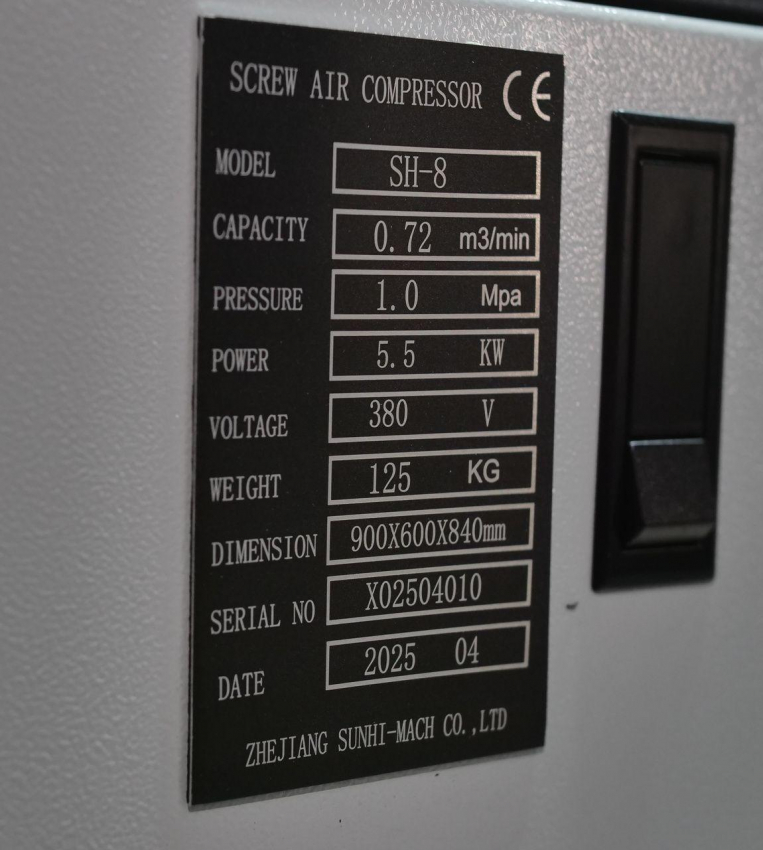 SCREW AIR COMPRESSOR CE
MODEL SH-8
CAPACITY 0.72 m3/min
PRESSURE 1.0 Mpa
POWER 5.5 KW
VOLTAGE 380 V
WEIGHT 125 KG
DIMENSION 900X600X840mm
SERIAL NO X02504010
DATE 2025 04
ZHEJIANG SUNHI-MACH CO.,LTD